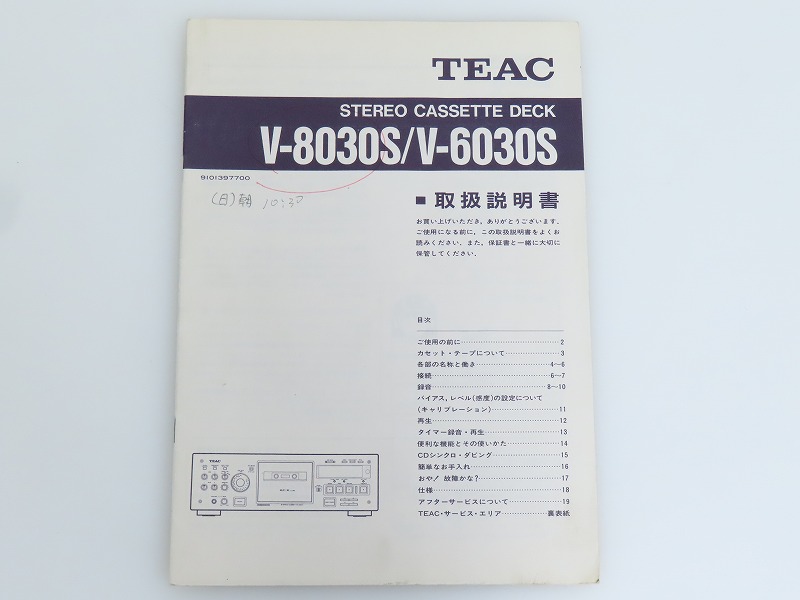 TEAC
STEREO CASSETTE DECK
V-8030S/V-6030S
9101397700
(日)朝 10:30
■ 取扱説明書
お買い上げいただき，ありがとうございます．
ご使用になる前に，この取扱説明書をよくお
読みください．また，保証書と一緒に大切に
保管してください．
目次
ご使用の前に 2
カセット・テープについて 3
各部の名称と働き 4～6
接続 6～7
録音 8～10
バイアス，レベル(感度)の設定について
(キャリブレーション) 11
再生 12
タイマー録音・再生 13
便利な機能とその使いかた 14
CDシンクロ・ダビング 15
簡単なお手入れ 16
おや！故障かな？ 17
仕様 18
アフターサービスについて 19
TEAC・サービス・エリア 裏表紙
TEAC